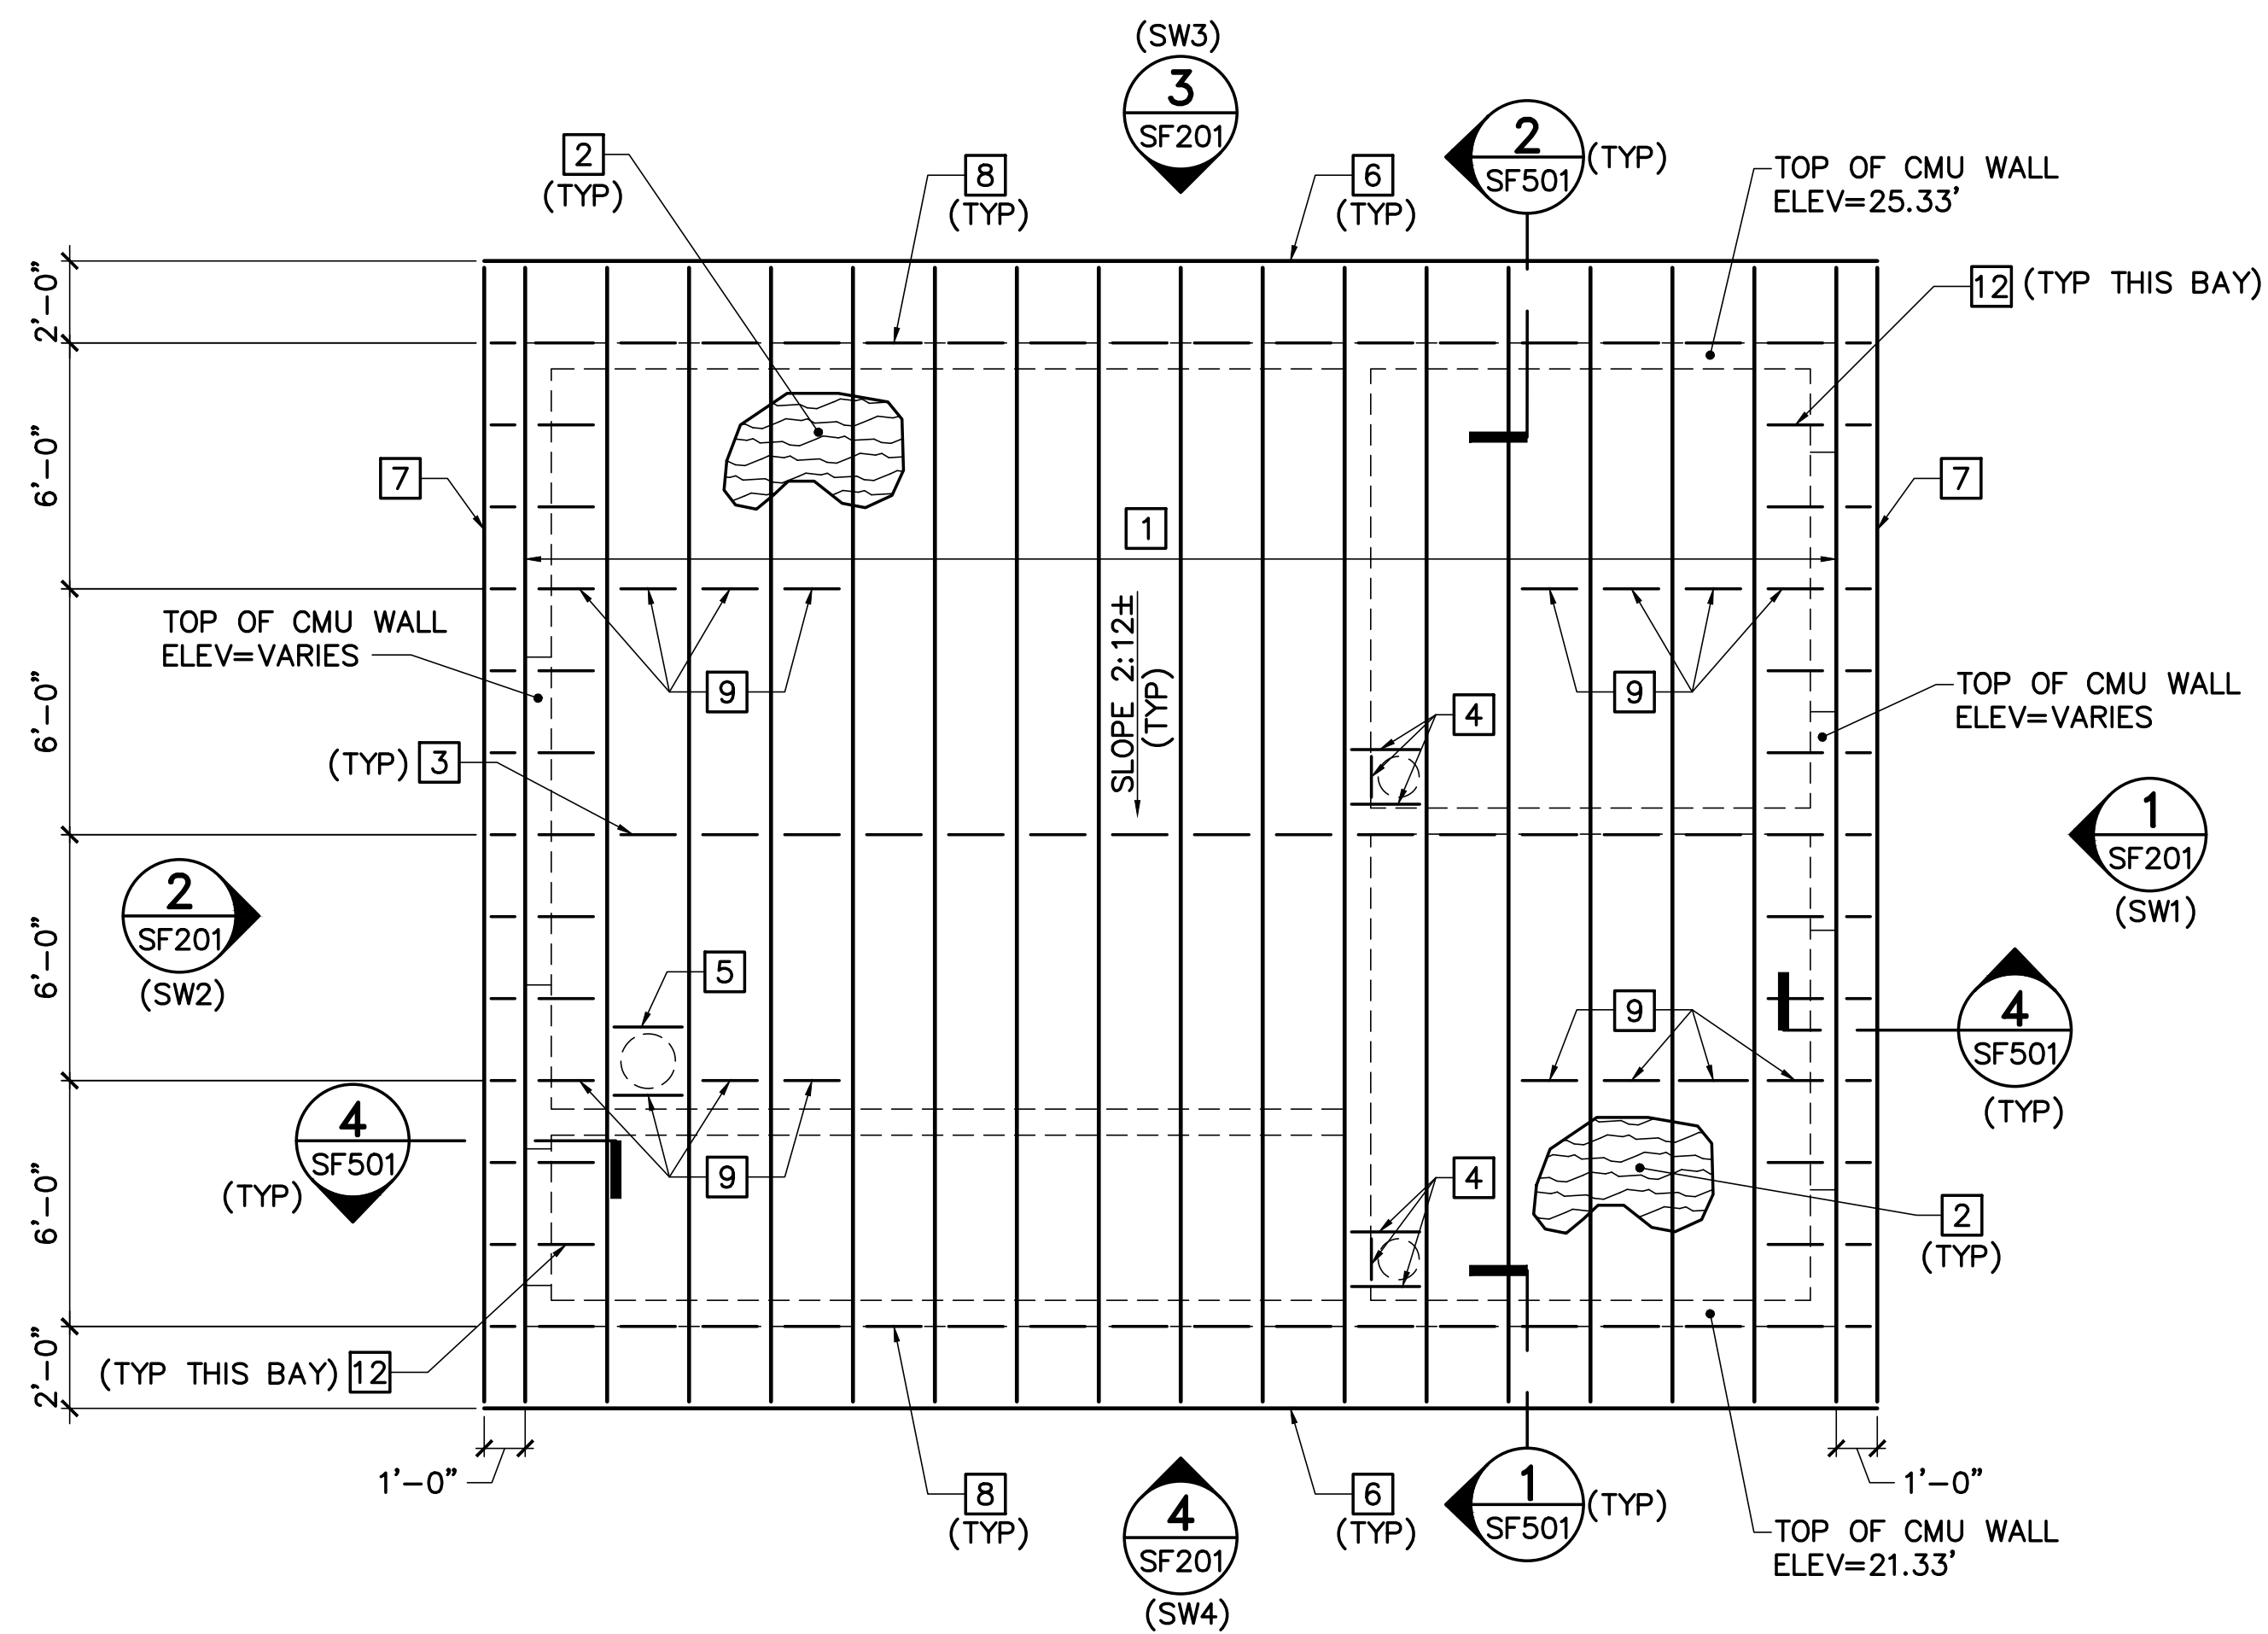 (SW3)
3
SF201
2
(TYP)
8
(TYP)
6
(TYP)
2
SF501
(TYP)
TOP OF CMU WALL
ELEV=25.33'
12 (TYP THIS BAY)
2'-0"
6'-0"
6'-0"
6'-0"
6'-0"
2'-0"
7
7
1
SLOPE 2:12±
(TYP)
TOP OF CMU WALL
ELEV=VARIES
9
9
4
TOP OF CMU WALL
ELEV=VARIES
(TYP) 3
1
SF201
(SW1)
2
SF201
(SW2)
5
9
4
SF501
(TYP)
4
SF501
(TYP)
9
4
2
(TYP)
(TYP THIS BAY) 12
1'-0"
1'-0"
8
(TYP)
4
SF201
(SW4)
6
(TYP)
1
SF501
(TYP)
TOP OF CMU WALL
ELEV=21.33'